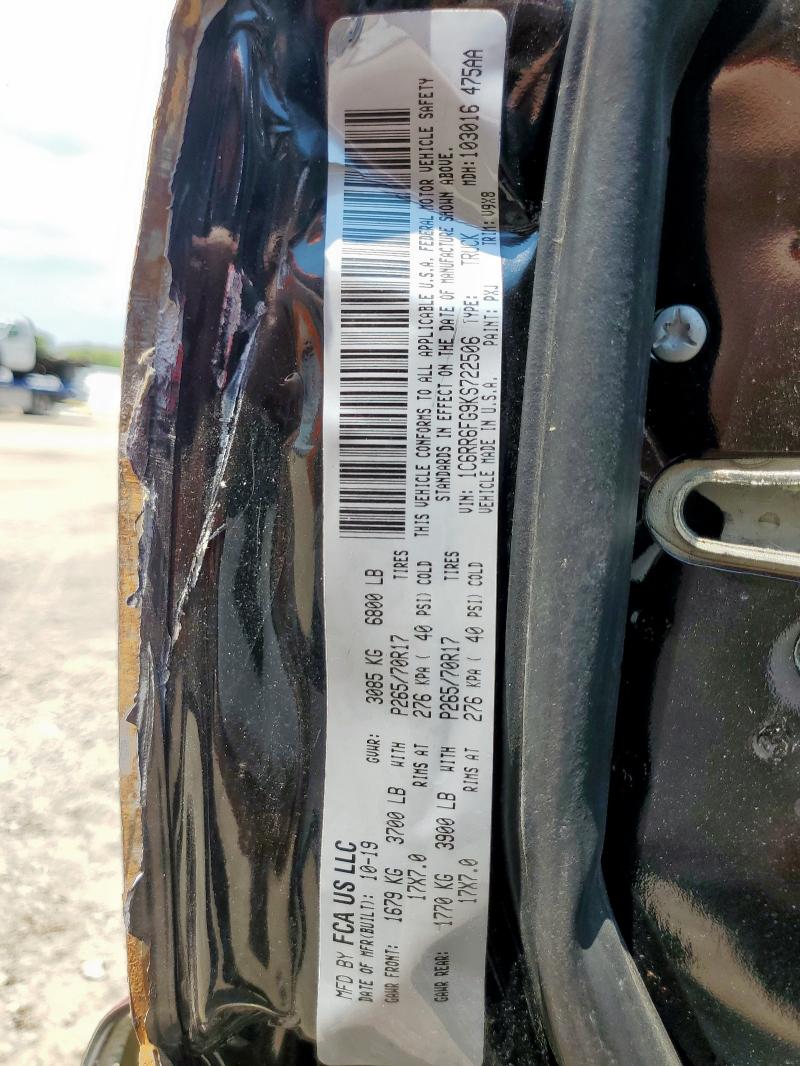 MFD BY FCA US LLC
DATE OF MFR(BUILT): 10-19 GVWR: 3085 KG 6800 LB
GAWR FRONT: 1679 KG 3700 LB WITH P265/70R17 TIRES
17X7.0 RIMS AT 276 KPA ( 40 PSI) COLD
GAWR REAR: 1770 KG 3900 LB WITH P265/70R17 TIRES
17X7.0 RIMS AT 276 KPA ( 40 PSI) COLD
THIS VEHICLE CONFORMS TO ALL APPLICABLE U.S.A. FEDERAL MOTOR VEHICLE SAFETY
STANDARDS IN EFFECT ON THE DATE OF MANUFACTURE SHOWN ABOVE.
VIN: 1C6RR6FG9KS722506 TYPE: TRUCK MDH:103016 475AA
VEHICLE MADE IN U.S.A. PAINT: PXJ TRIM: V9X8